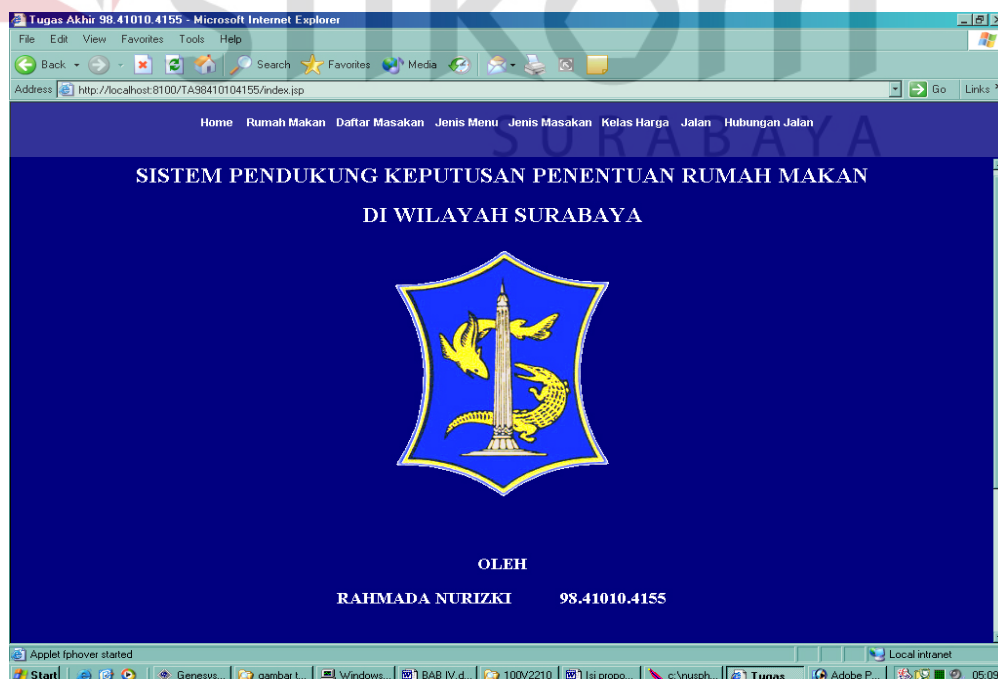 Tugas Akhir 98.41010.4155 - Microsoft Internet Explorer
File Edit View Favorites Tools Help
Back Search Favorites Media
Address http://localhost:8100/TA98410104155/index.jsp Go Links
Home Rumah Makan Daftar Masakan Jenis Menu Jenis Masakan Kelas Harga Jalan Hubungan Jalan
SURABAYA
SISTEM PENDUKUNG KEPUTUSAN PENENTUAN RUMAH MAKAN
DI WILAYAH SURABAYA
OLEH
RAHMADA NURIZKI 98.41010.4155
Applet fphover started Local intranet
Start Genesys... gambar t... Windows... BAB IV.d... 100V2210 Isi propo... c:\nusph... Tugas Adobe P... 05:09